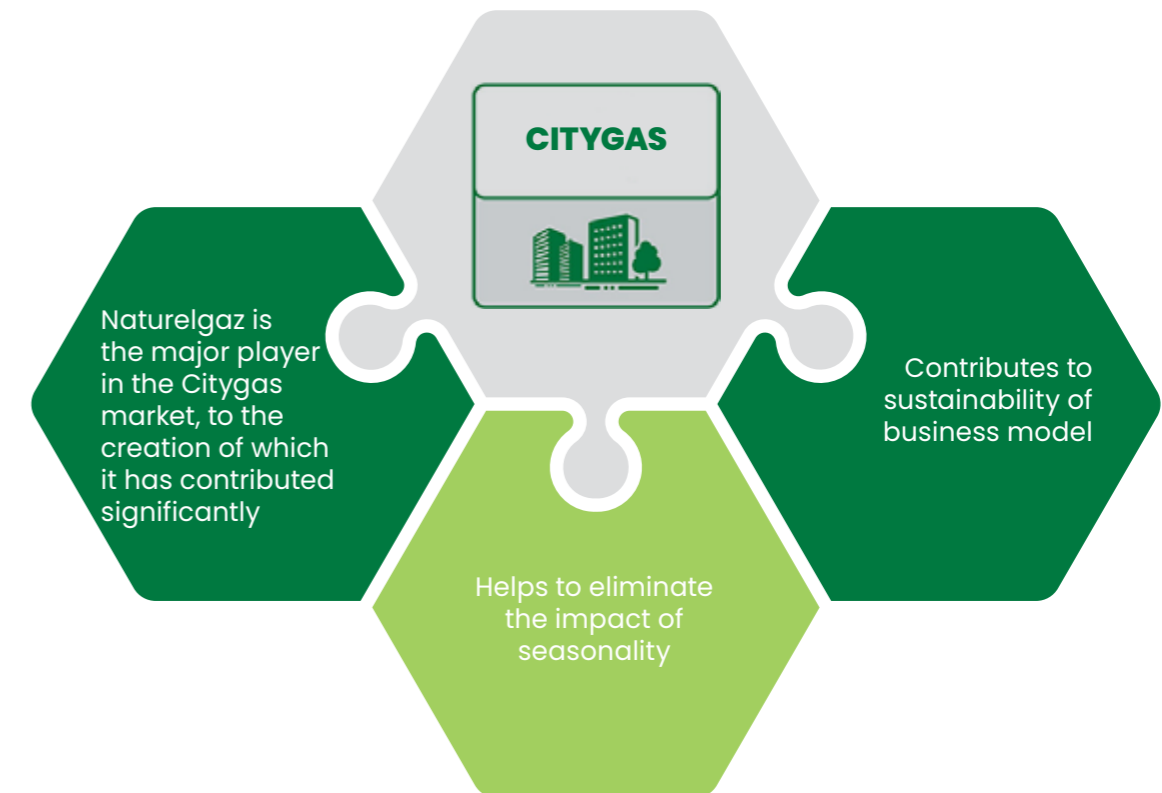 CITYGAS
Naturelgaz is
the major player
in the Citygas
market, to the
creation of which
it has contributed
significantly
Helps to eliminate
the impact of
seasonality
Contributes to
sustainability of
business model